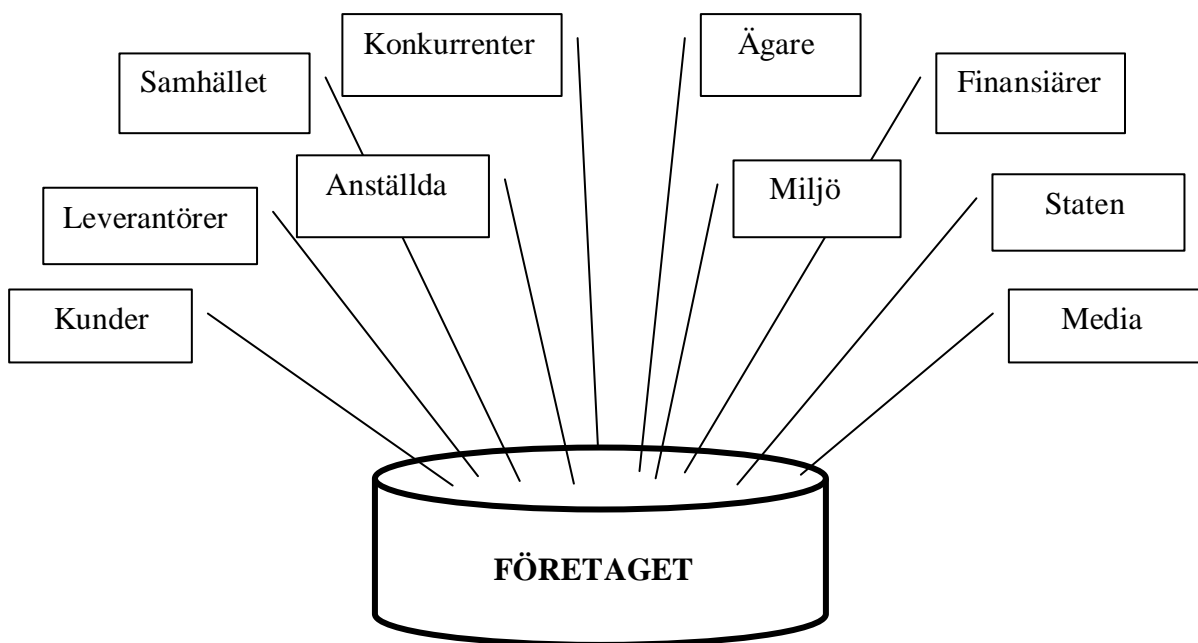 Konkurrenter
Ägare
Samhället
Finansiärer
Anställda
Miljö
Leverantörer
Staten
Kunder
Media
FÖRETAGET